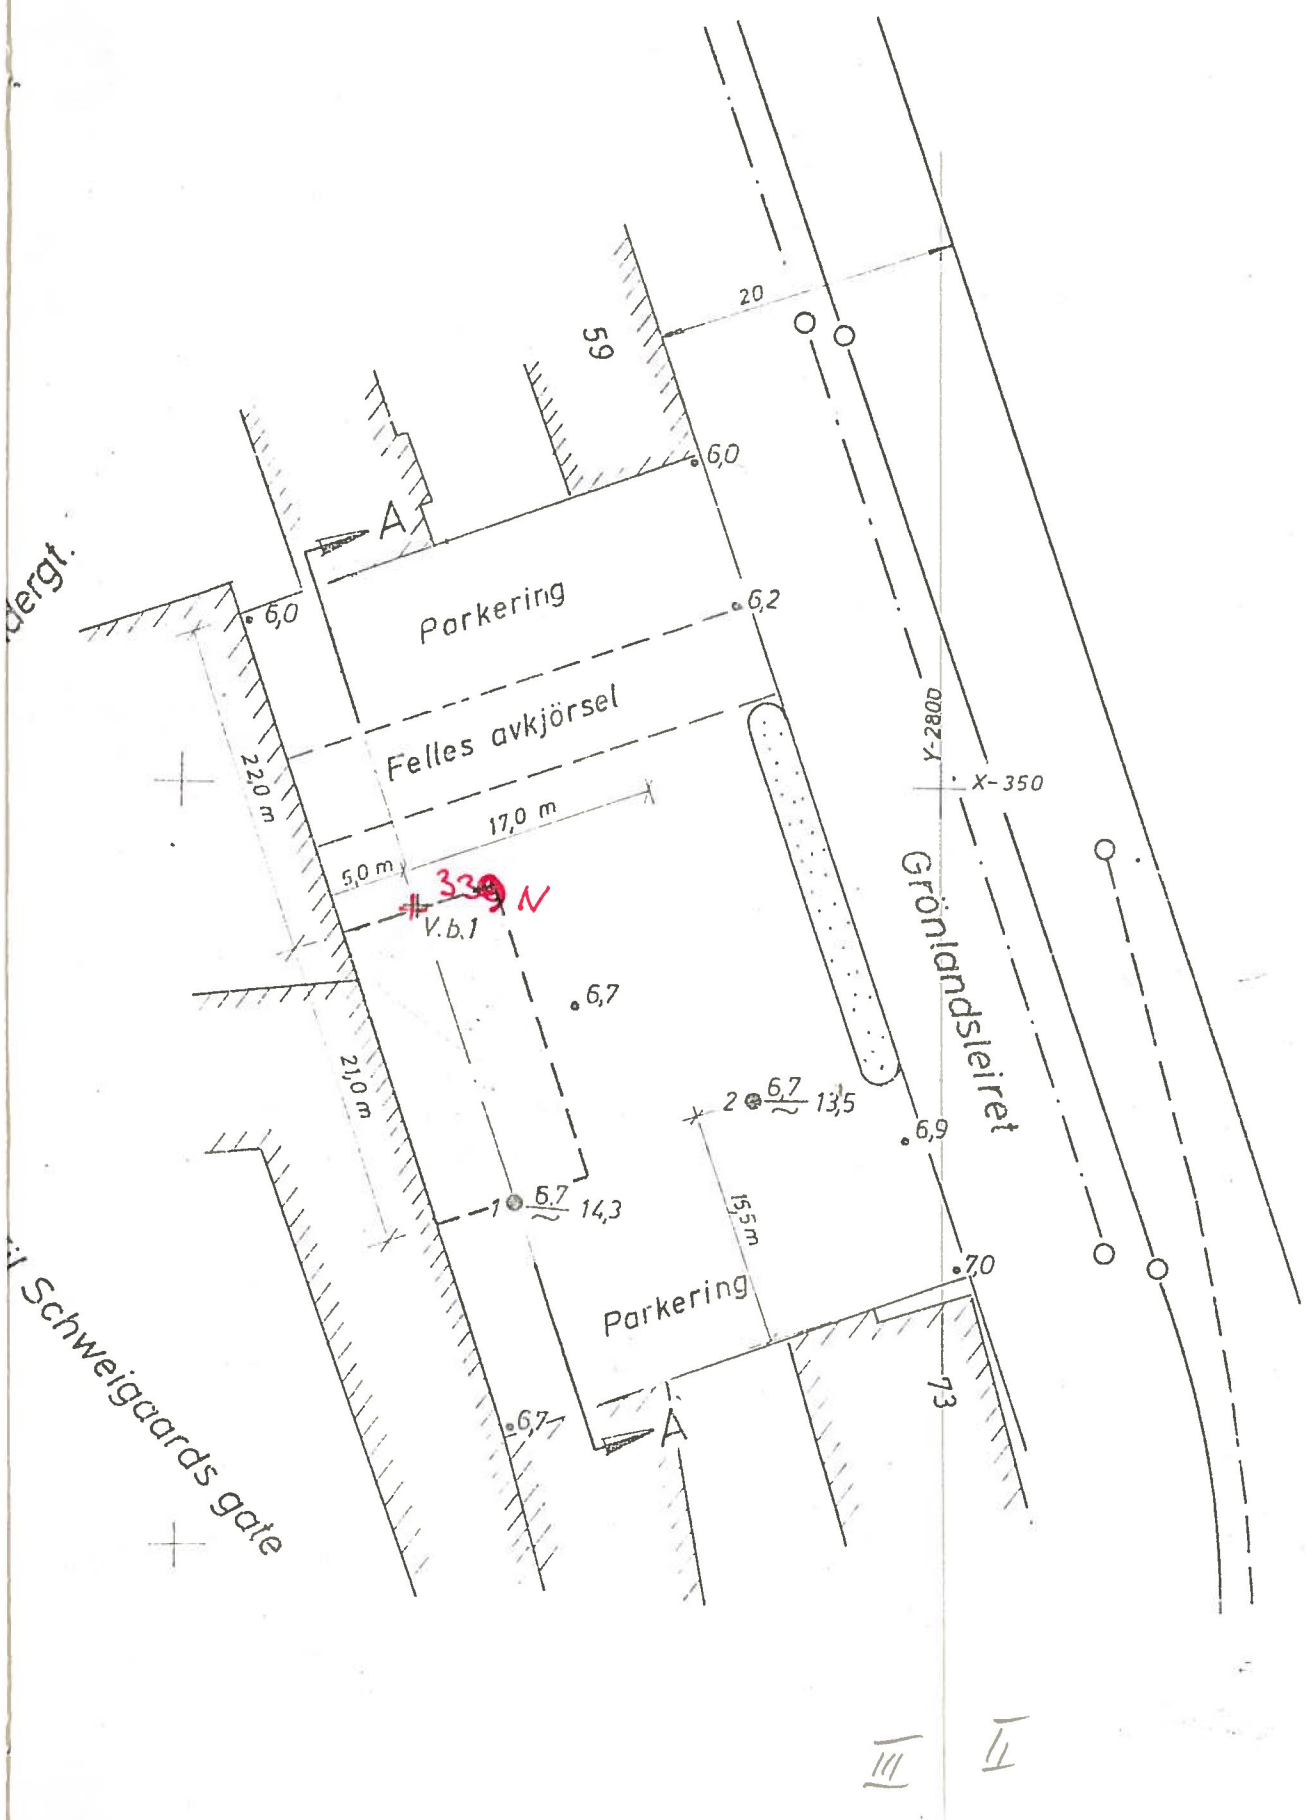 20
59
6,0
A
dergt.
Parkering
6,0
6,2
Felles avkjörsel
22,0 m
Y-2800
X-350
17,0 m
5,0 m
339 N
V.b.1
Grönlandsleiret
6,7
21,0 m
2 6,7 13,5
6,9
1 6,7 14,3
15,5 m
7,0
Parkering
73
6,7
A
Schweigaards gate
III II